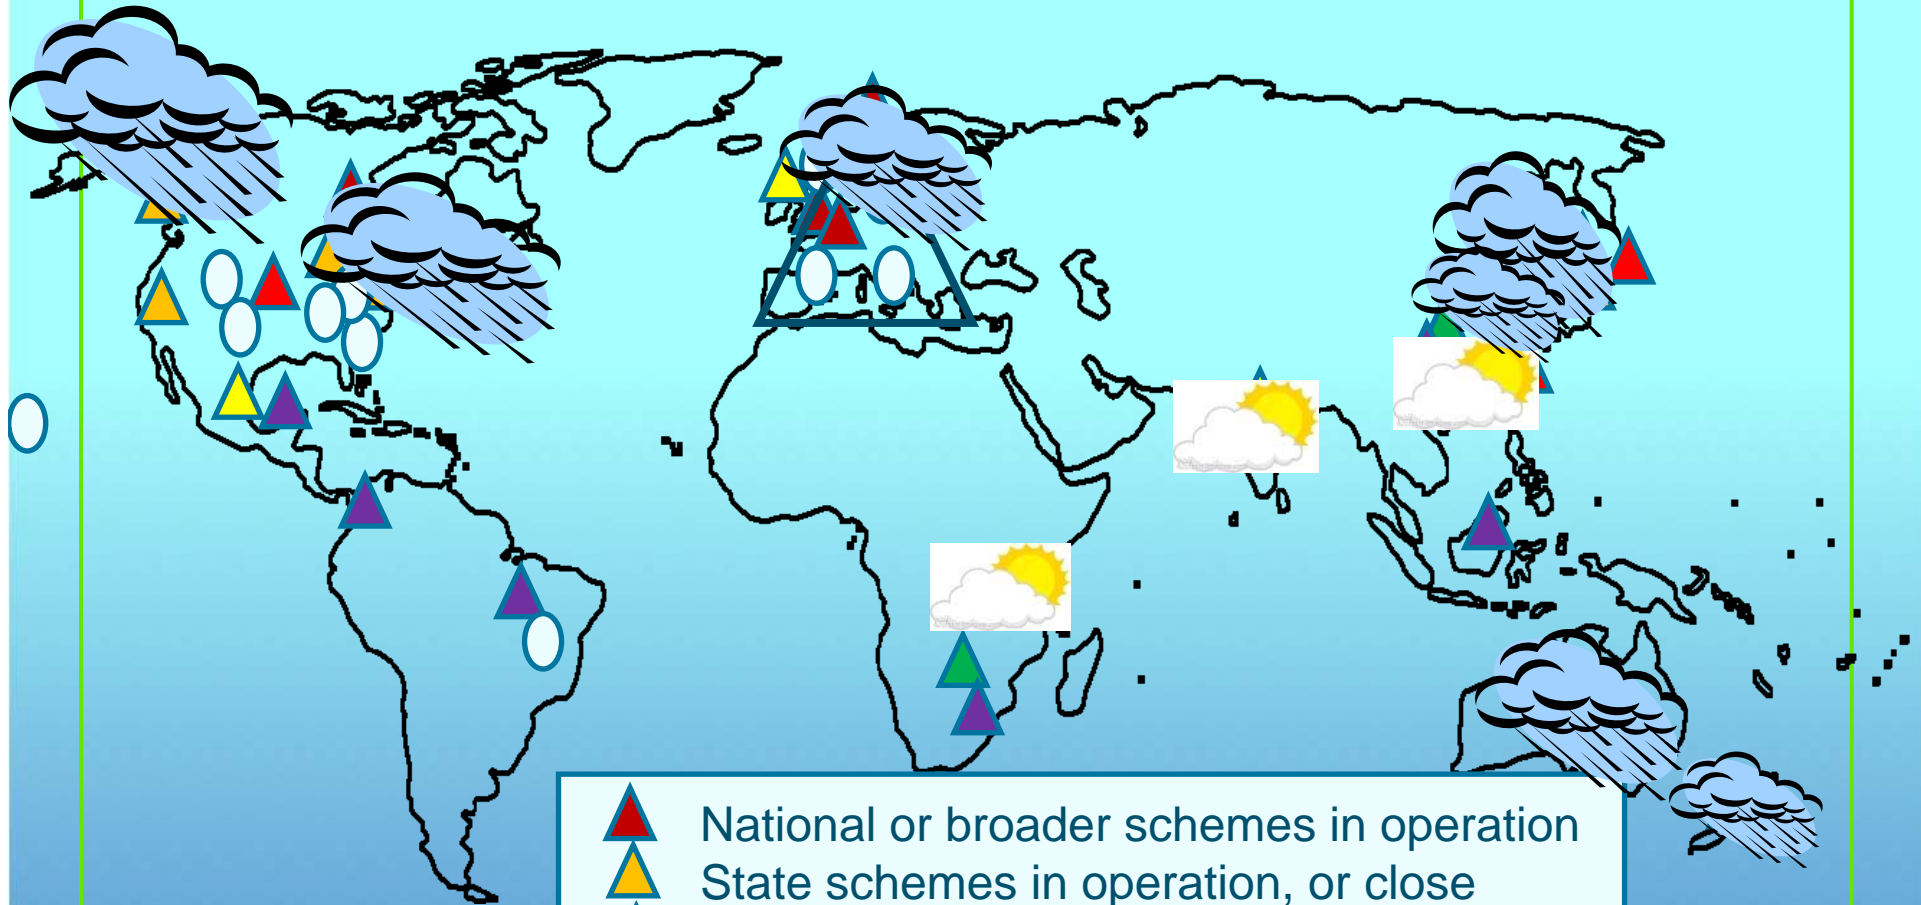 National or broader schemes in operation
State schemes in operation, or close